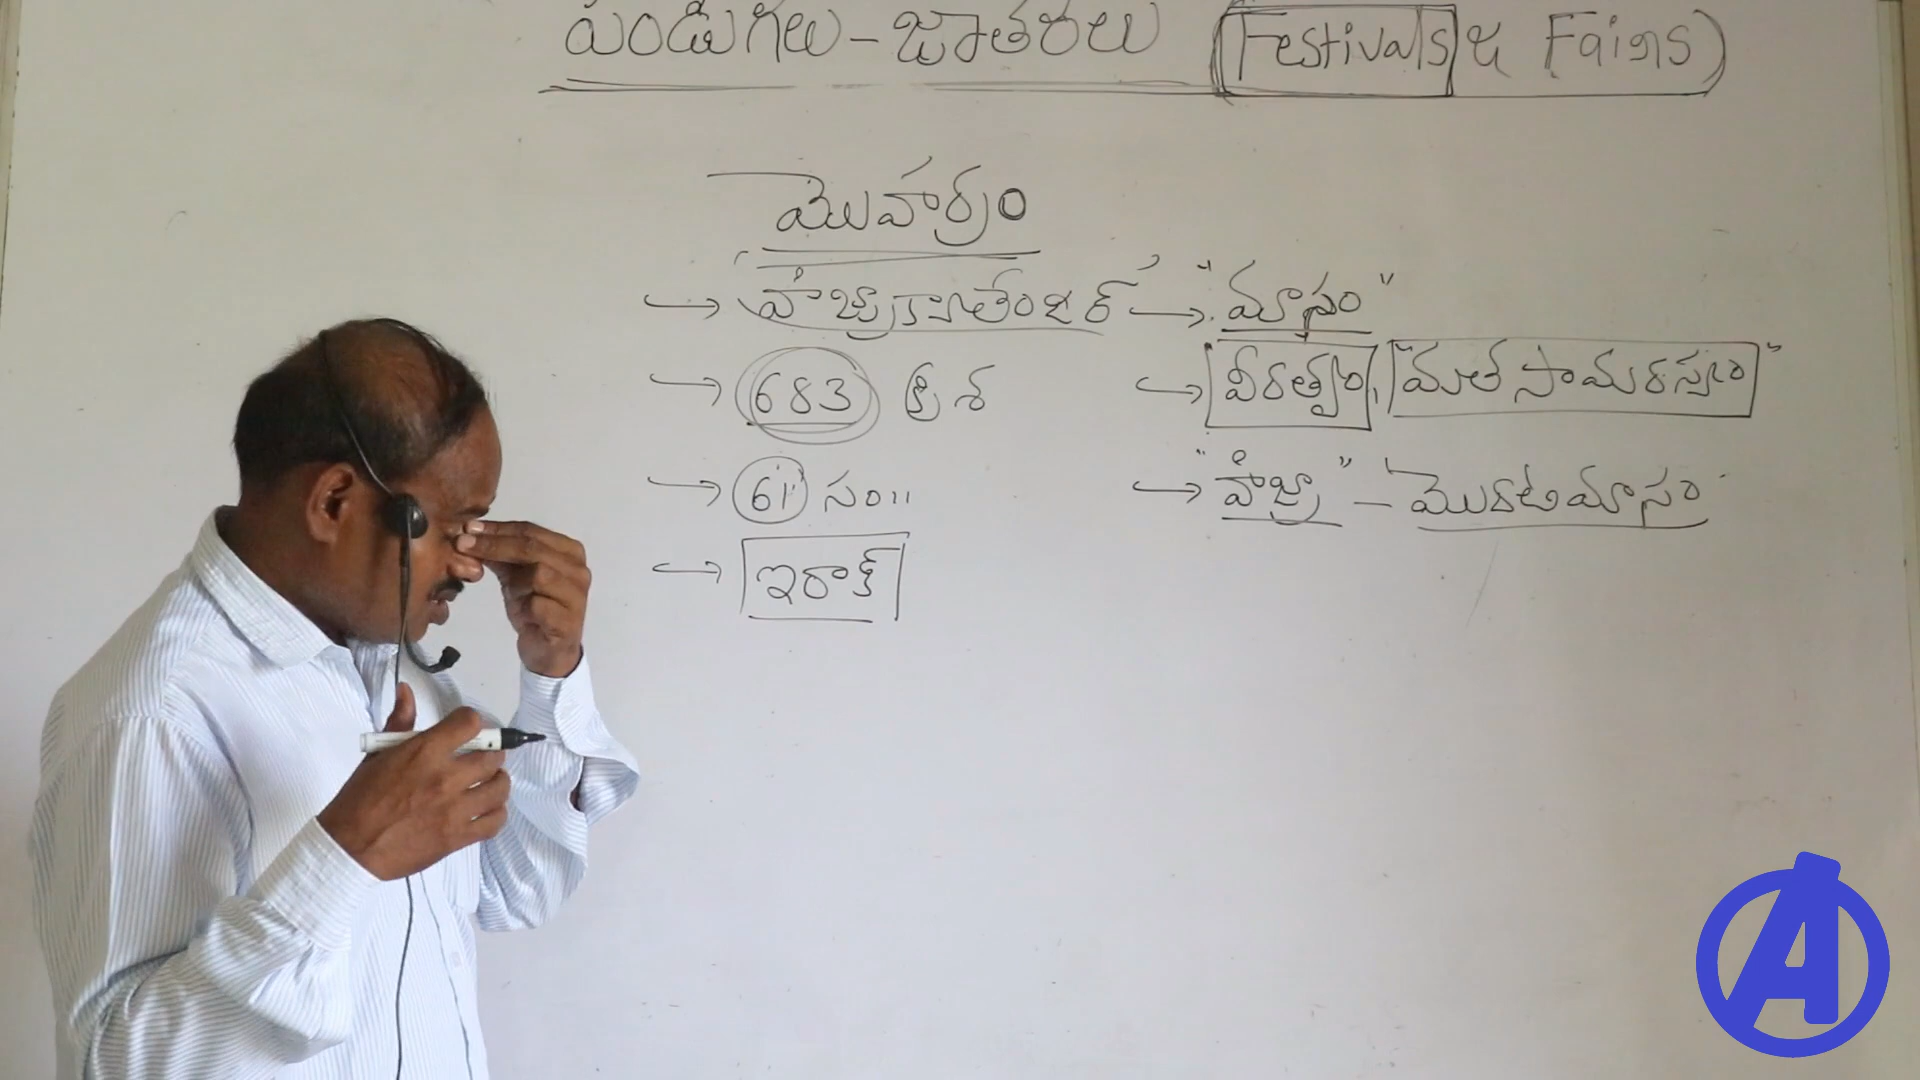 పండుగలు - జాతరలు (Festivals & Fairs)
మొహర్రం
→ హిజ్రాకాలెండర్ → "మాసం"
→ 683 క్రీ శ
→ వీరత్వం, "మత సామరస్యం"
→ 61 సం॥
→ "హిజ్రా" - మొదటి మాసం
→ ఇరాక్
A